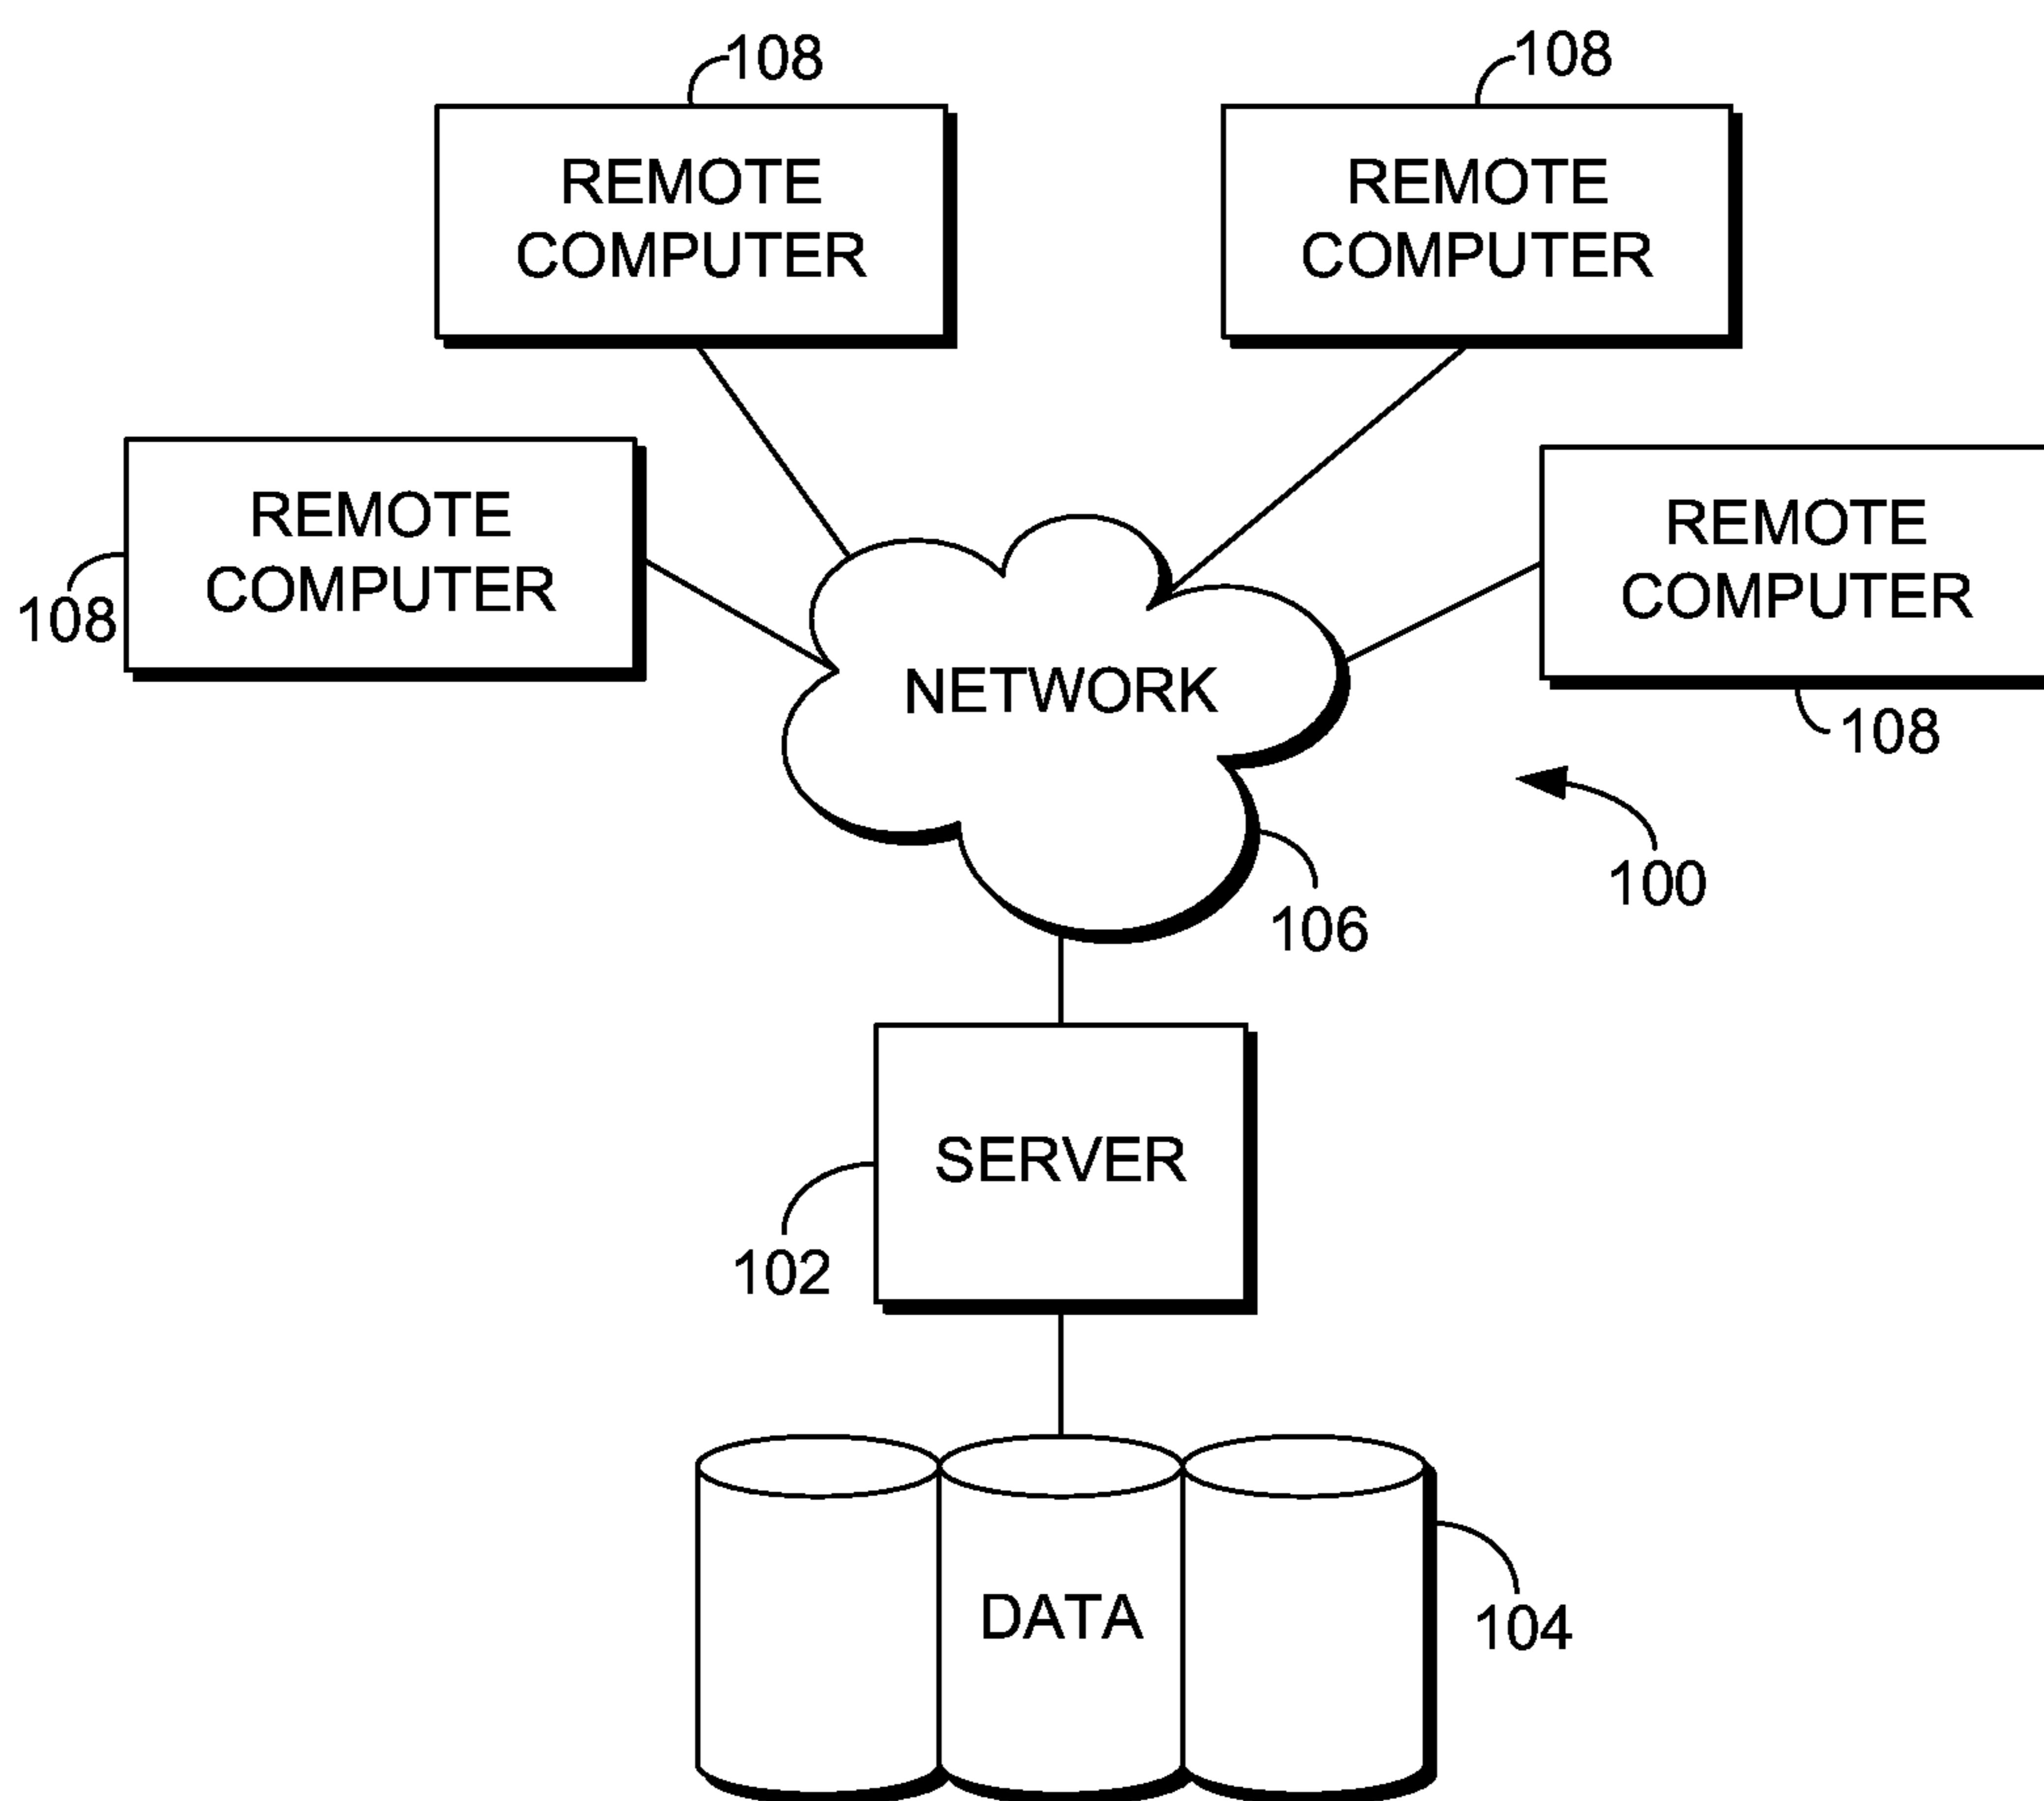 108
108
REMOTE
COMPUTER
REMOTE
COMPUTER
REMOTE
COMPUTER
108
REMOTE
COMPUTER
108
NETWORK
100
106
SERVER
102
DATA
104